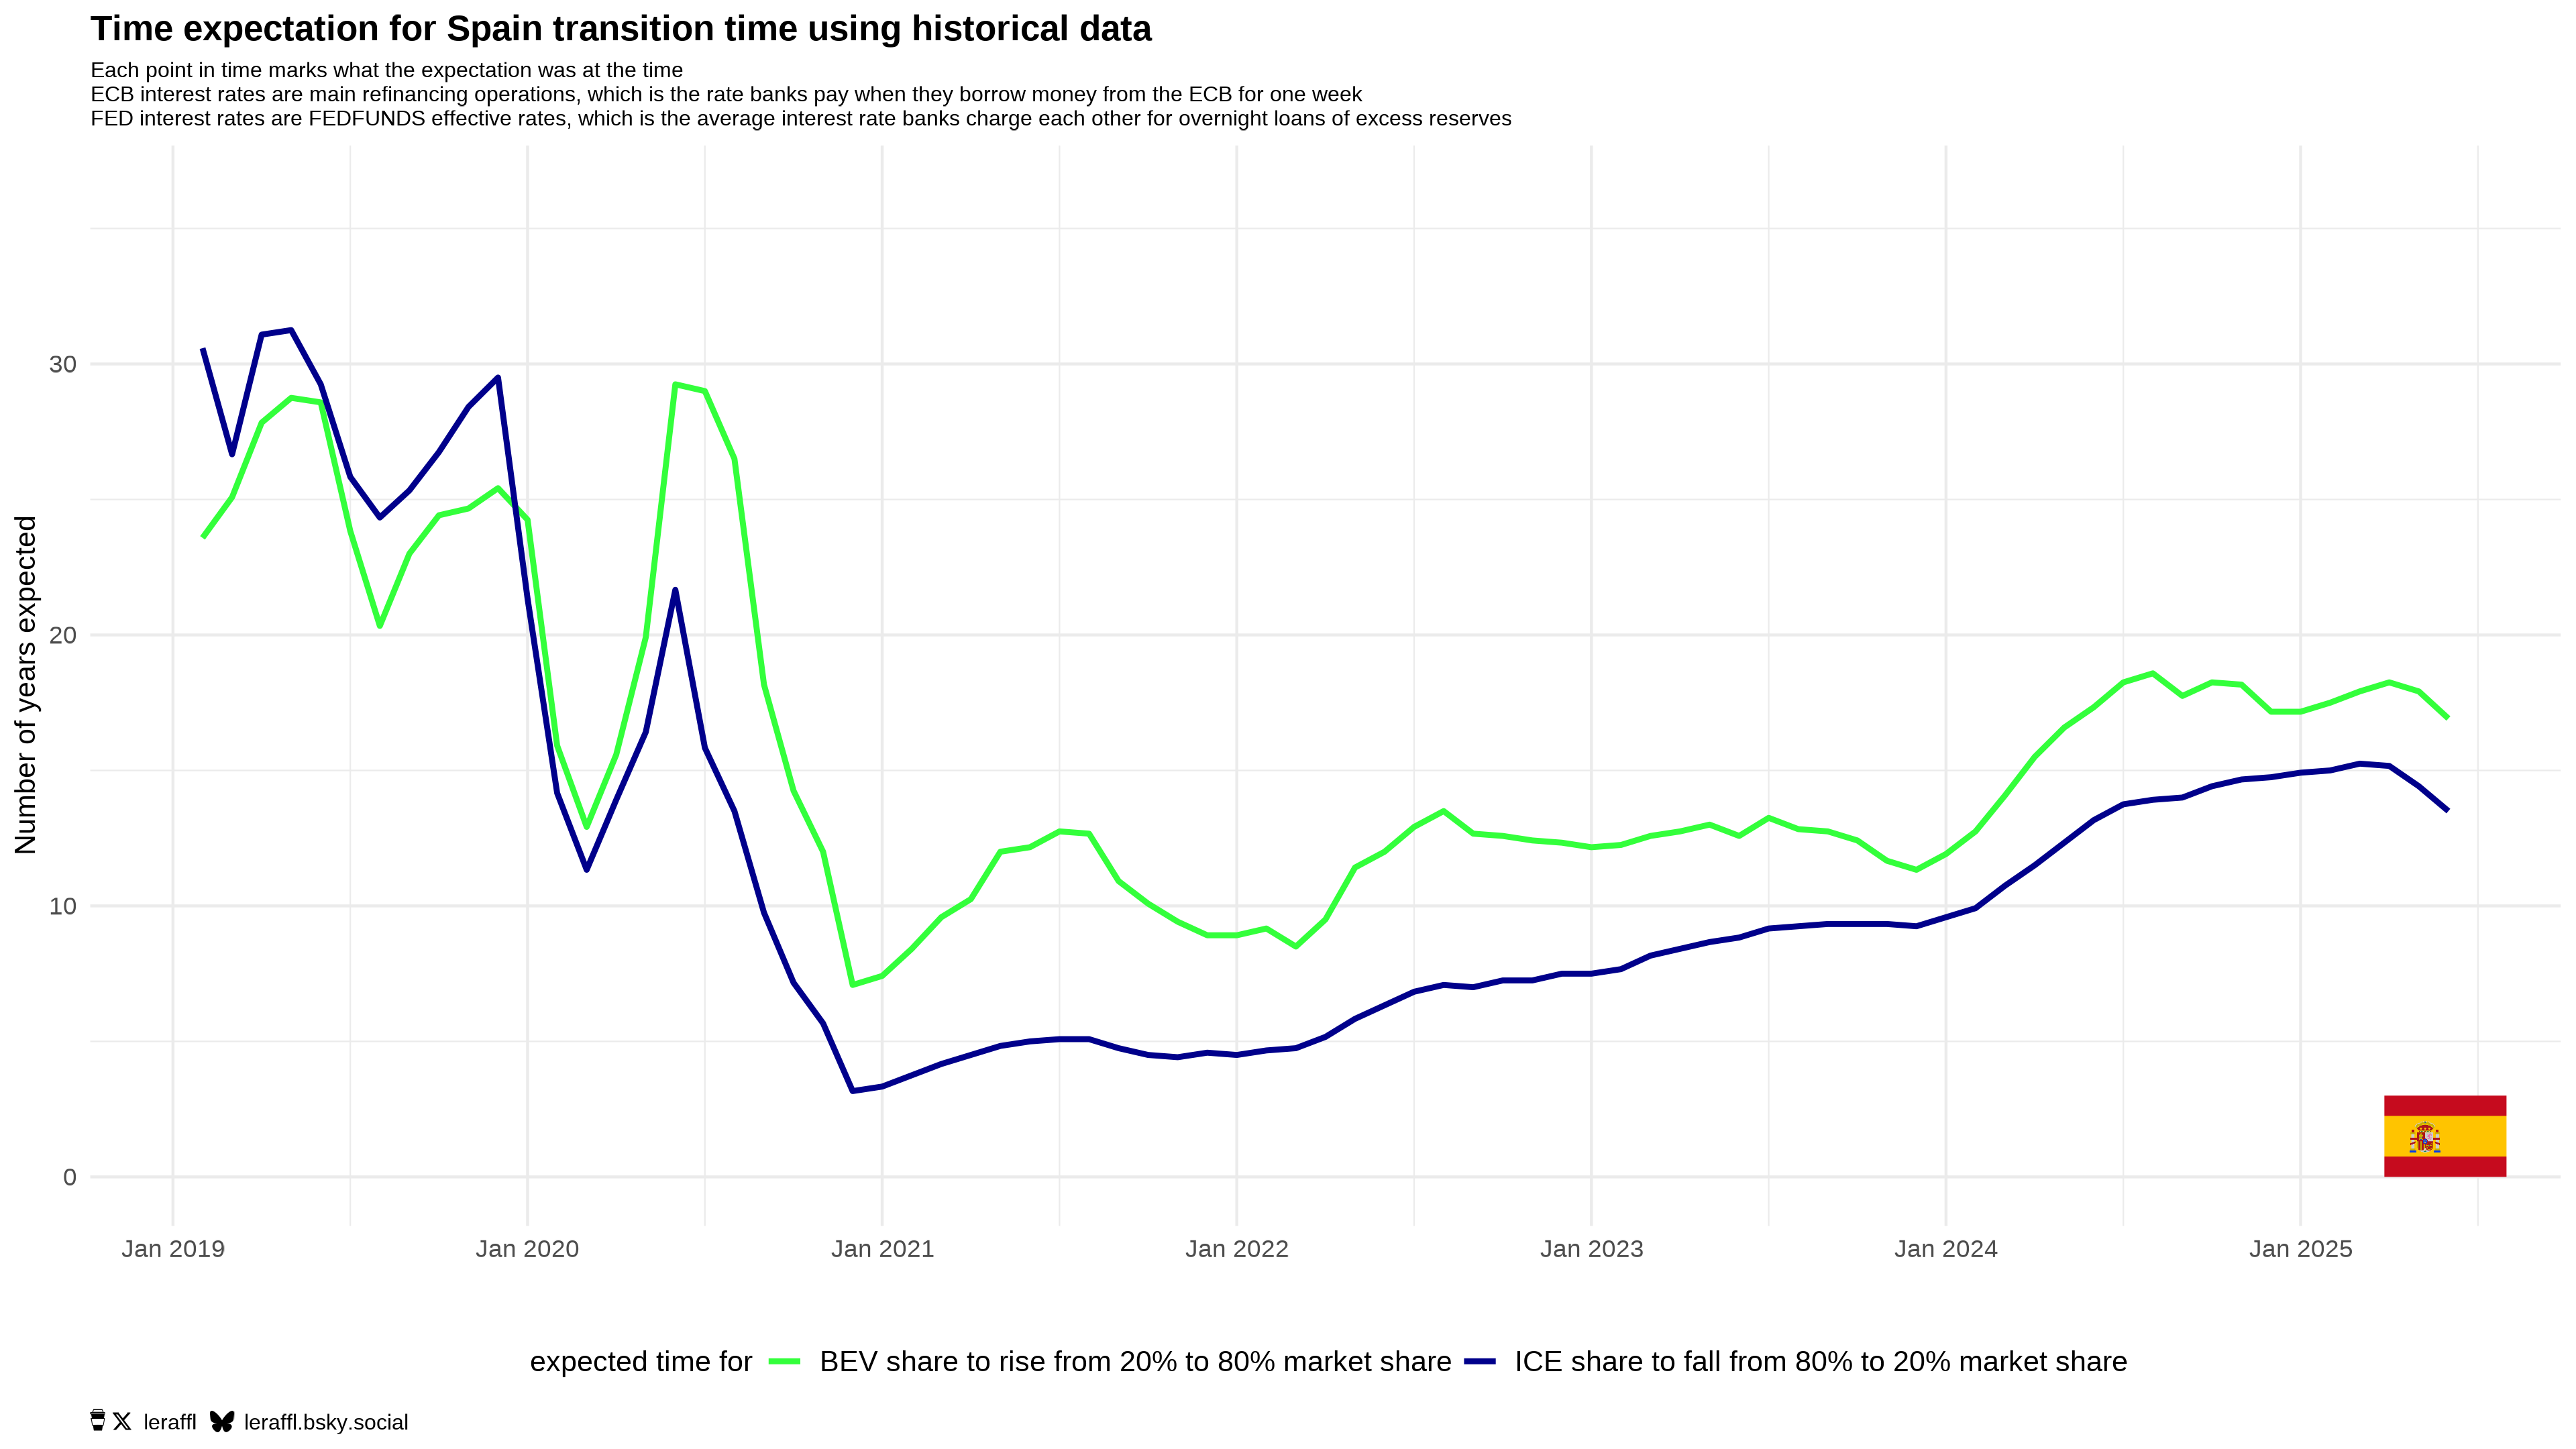 Time expectation for Spain transition time using historical data
Each point in time marks what the expectation was at the time
ECB interest rates are main refinancing operations, which is the rate banks pay when they borrow money from the ECB for one week
FED interest rates are FEDFUNDS effective rates, which is the average interest rate banks charge each other for overnight loans of excess reserves
Number of years expected
30
20
10
0
Jan 2019 Jan 2020 Jan 2021 Jan 2022 Jan 2023 Jan 2024 Jan 2025
expected time for BEV share to rise from 20% to 80% market share ICE share to fall from 80% to 20% market share
leraffl leraffl.bsky.social